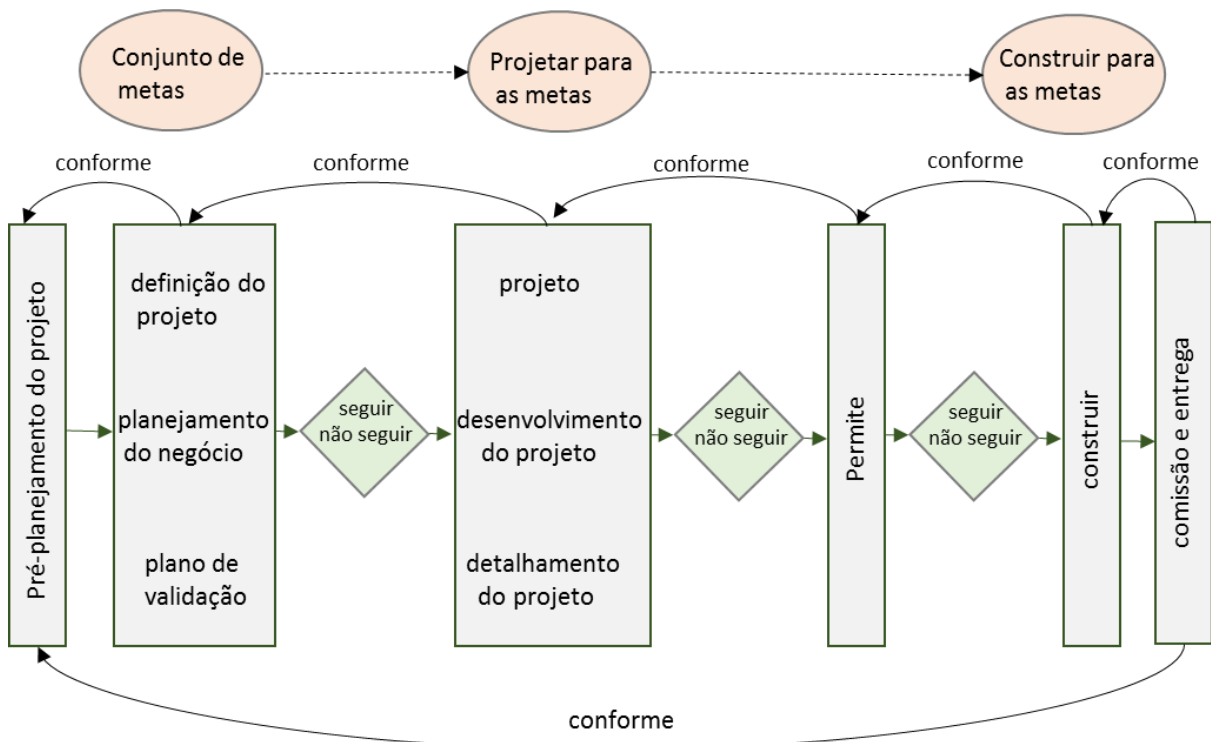 Conjunto de
metas
Projetar para
as metas
Construir para
as metas
conforme
conforme
conforme
conforme
conforme
Pré-planejamento do projeto
definição do
projeto
planejamento
do negócio
plano de
validação
seguir
não seguir
projeto
desenvolvimento
do projeto
detalhamento
do projeto
seguir
não seguir
Permite
seguir
não seguir
construir
comissão e entrega
conforme